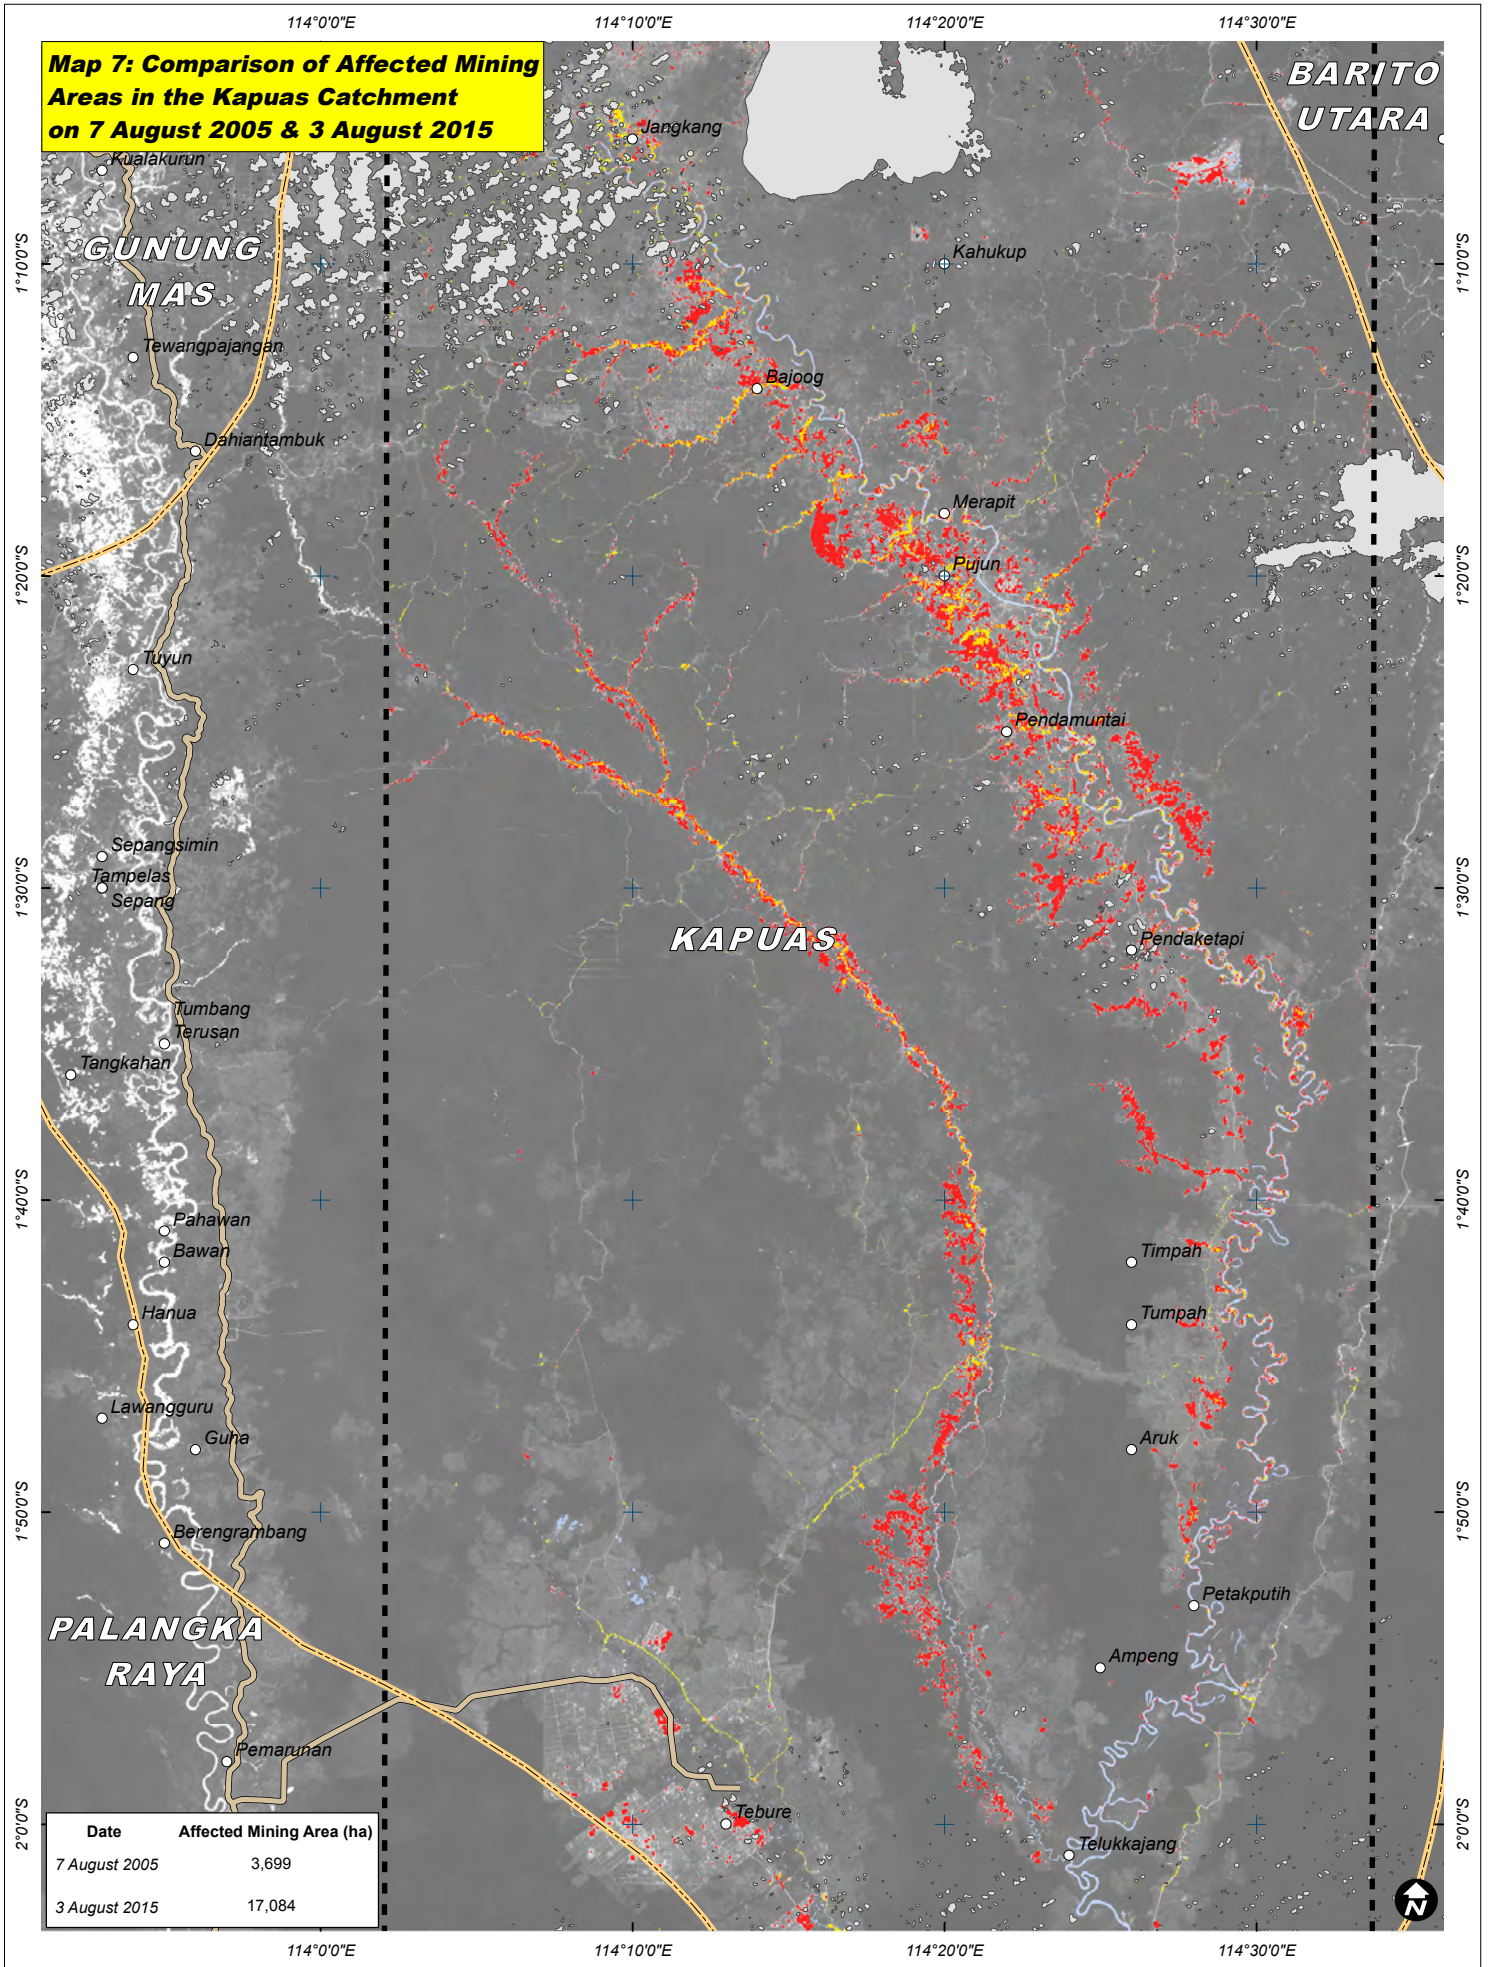 114°0'0"E 114°10'0"E 114°20'0"E 114°30'0"E
Map 7: Comparison of Affected Mining
Areas in the Kapuas Catchment
on 7 August 2005 & 3 August 2015
BARITO
UTARA
Jangkang
Kualakurun
GUNUNG
MAS
1°10'0"S
Kahukup
1°10'0"S
Tewangpajangan
Bajoog
Dahiantambuk
Merapit
1°20'0"S
Pujun
1°20'0"S
Tuyun
Pendamuntai
Sepangsimin
Tampelas
Sepang
1°30'0"S
1°30'0"S
KAPUAS
Pendaketapi
Tumbang
Terusan
Tangkahan
1°40'0"S
1°40'0"S
Pahawan
Bawan
Timpah
Hanua
Tumpah
Lawangguru
Guha
Aruk
1°50'0"S
1°50'0"S
Berengrambang
Petakputih
PALANGKA
RAYA
Ampeng
Pemarunan
2°0'0"S
Tebure
2°0'0"S
Telukkajang
Date Affected Mining Area (ha)
7 August 2005 3,699
3 August 2015 17,084
N
114°0'0"E 114°10'0"E 114°20'0"E 114°30'0"E